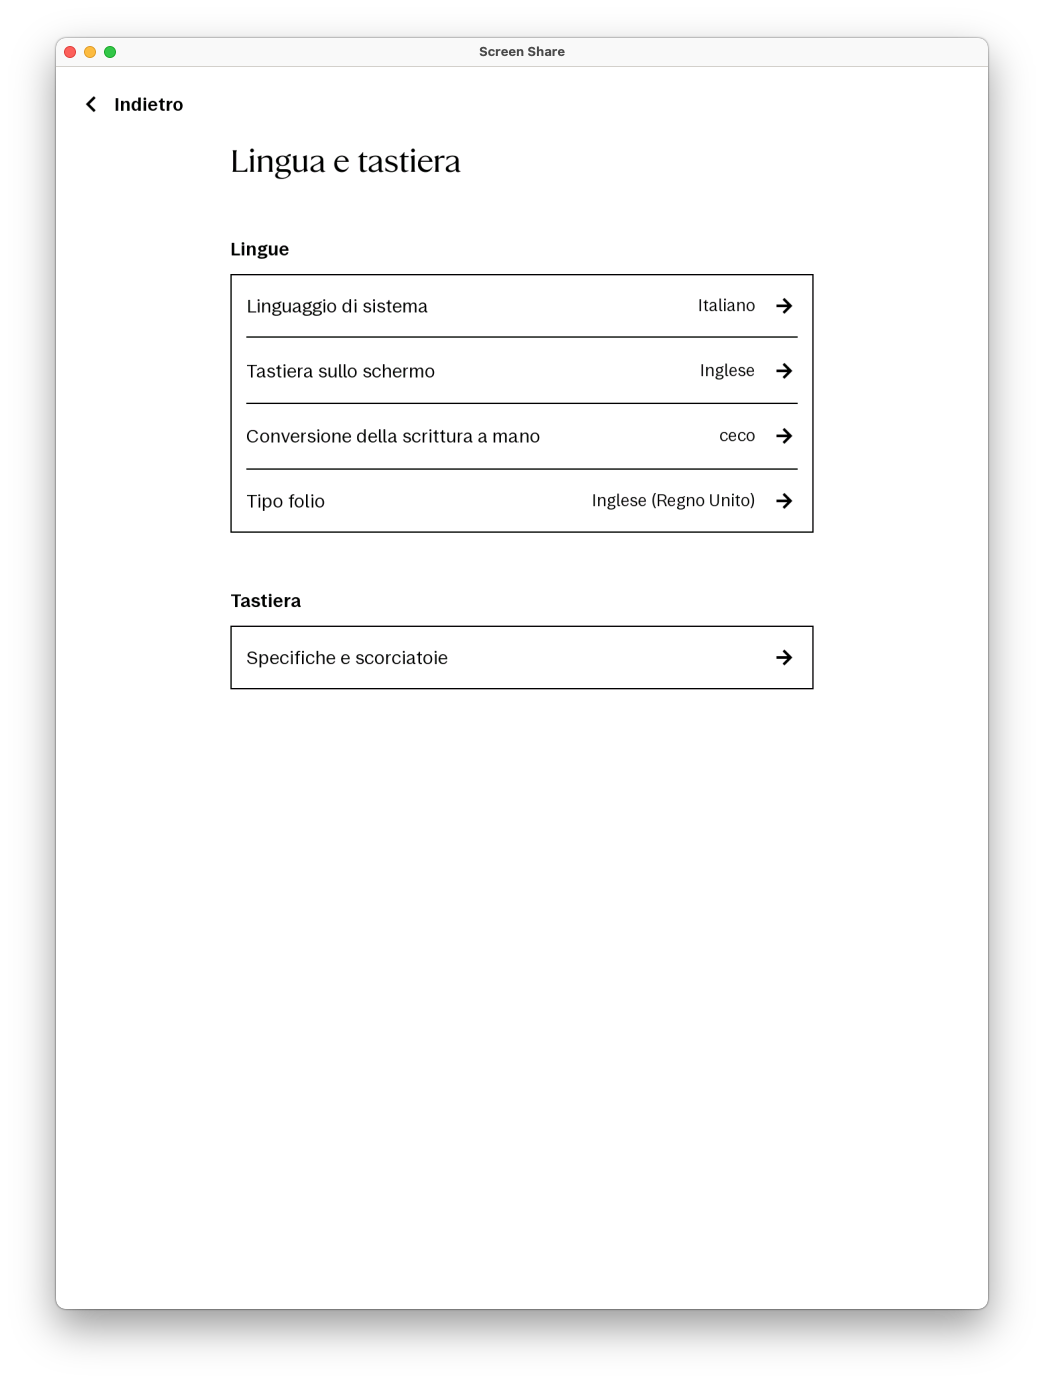 Screen Share
Indietro
Lingua e tastiera
Lingue
Linguaggio di sistema Italiano
Tastiera sullo schermo Inglese
Conversione della scrittura a mano ceco
Tipo folio Inglese (Regno Unito)
Tastiera
Specifiche e scorciatoie